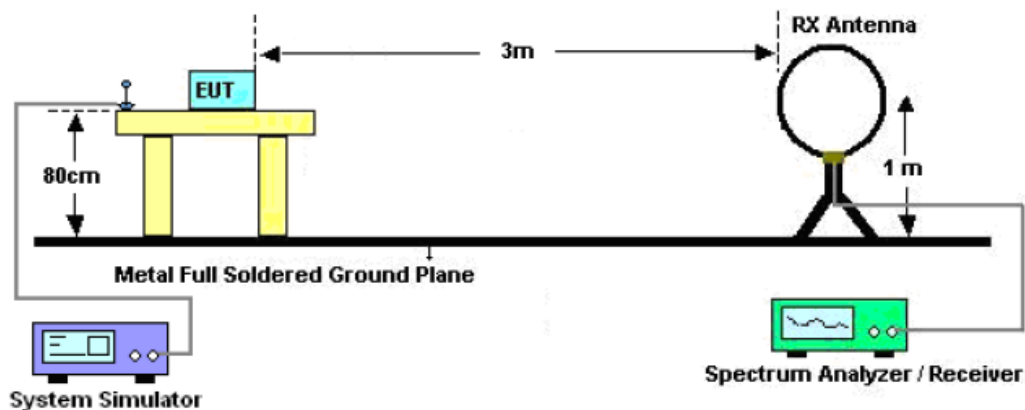 RX Antenna
3m
EUT
80cm
1 m
Metal Full Soldered Ground Plane
System Simulator
Spectrum Analyzer / Receiver